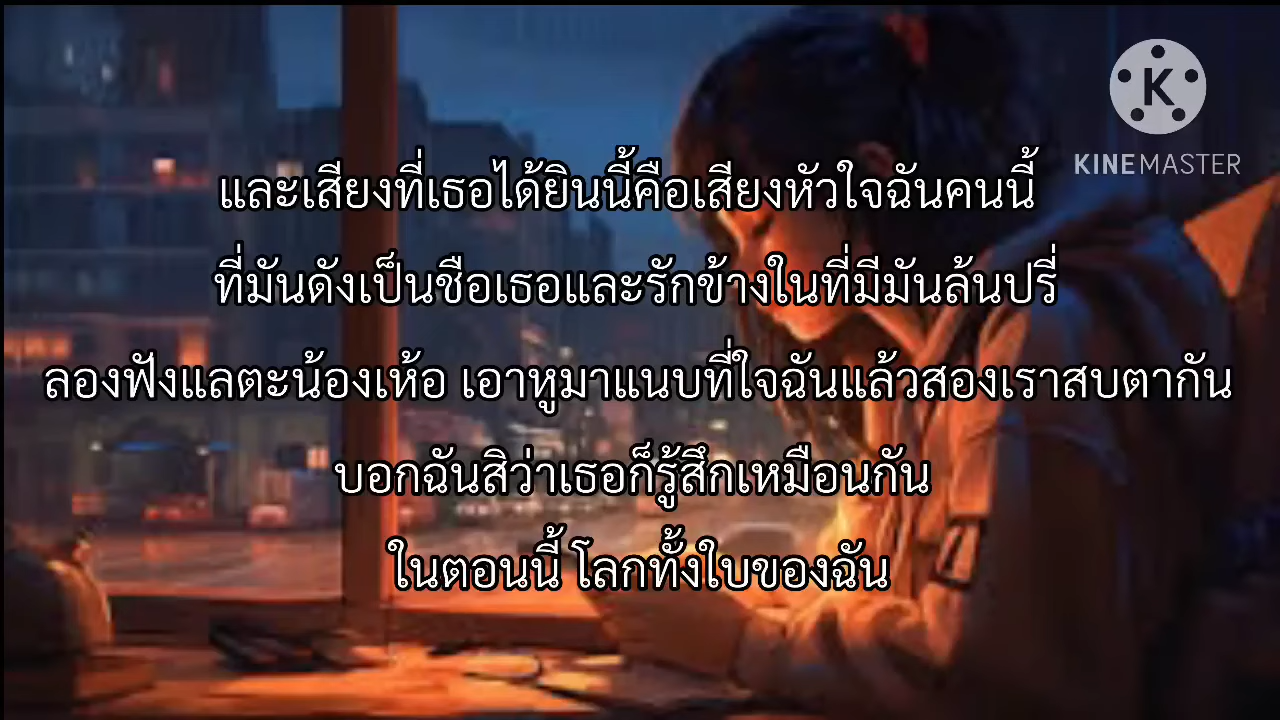 KINEMASTER
และเสียงที่เธอได้ยินนี้คือเสียงหัวใจฉันคนนี้
ที่มันดังเป็นชือเธอและรักข้างในที่มีมันล้นปรี่
ลองฟังแลตะน้องเห้อ เอาหูมาแนบที่ใจฉันแล้วสองเราสบตากัน
บอกฉันสิว่าเธอก็รู้สึกเหมือนกัน
ในตอนนี้ โลกทั้งใบของฉัน